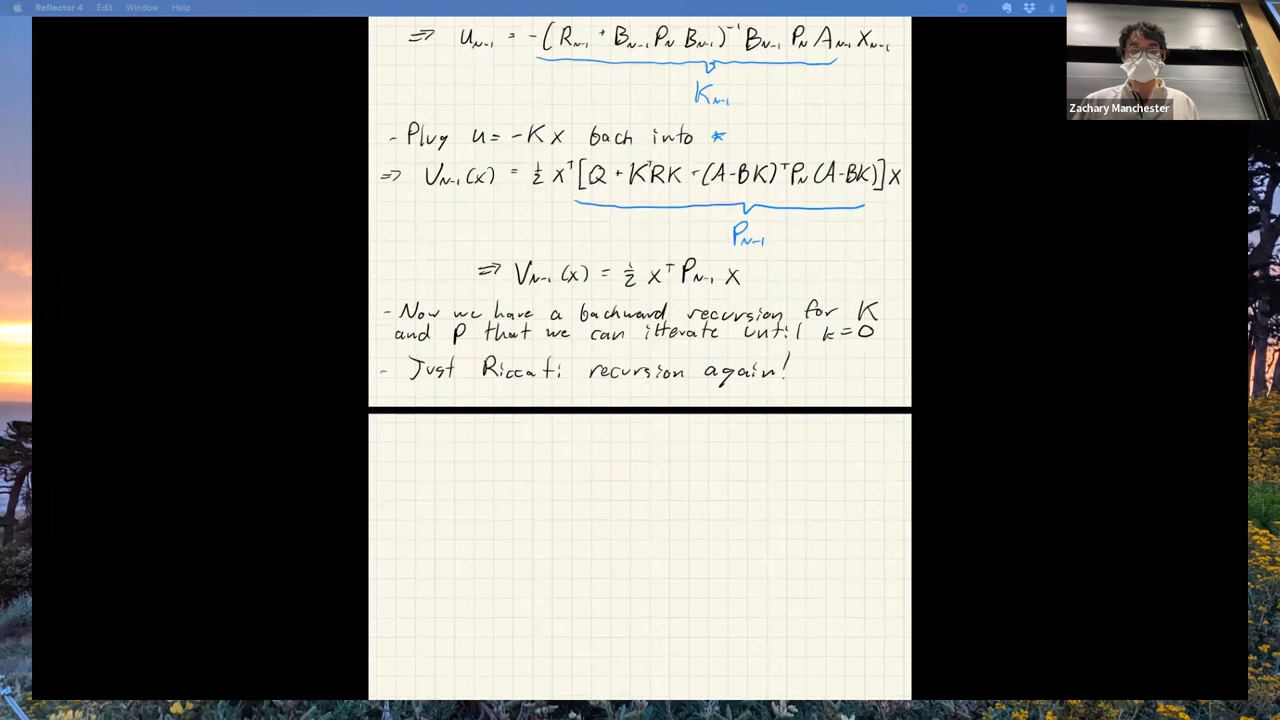 Reflector 4 Edit Window Help
⇒ u_{N-1} = -(R_{N-1} + B_{N-1} P_N B_{N-1})^{-1} B_{N-1} P_N A_{N-1} X_{N-1}
K_{N-1}
Zachary Manchester
- Plug u = -Kx back into *
⇒ V_{N-1}(x) = ½ x^T [Q + K^T R K + (A-BK)^T P_N (A-BK)] x
P_{N-1}
⇒ V_{N-1}(x) = ½ x^T P_{N-1} x
- Now we have a backward recursion for K
and P that we can itterate until k=0
- Just Riccati recursion again!